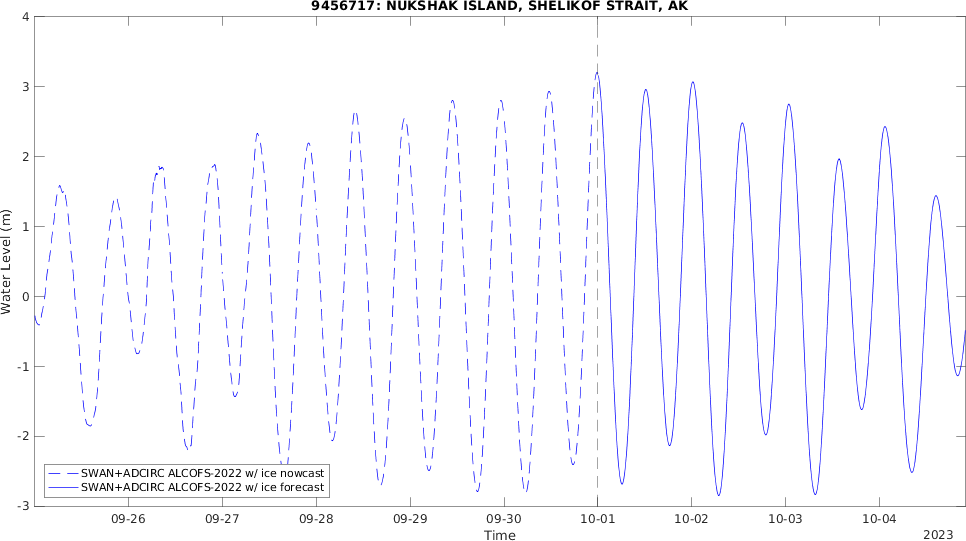 9456717: NUKSHAK ISLAND, SHELIKOF STRAIT, AK
4
3
2
1
0
-1
-2
-3
Water Level (m)
SWAN+ADCIRC ALCOFS-2022 w/ ice nowcast
SWAN+ADCIRC ALCOFS-2022 w/ ice forecast
09-26 09-27 09-28 09-29 09-30 10-01 10-02 10-03 10-04
Time
2023